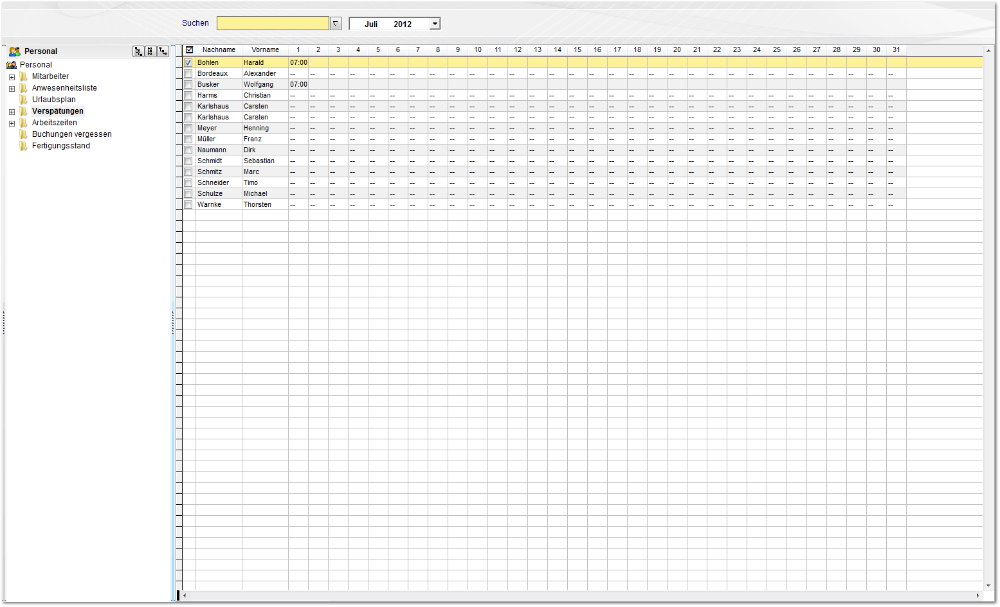 Suchen Juli 2012
Personal
Personal
Mitarbeiter
Anwesenheitsliste
Urlaubsplan
Verspätungen
Arbeitszeiten
Buchungen vergessen
Fertigungsstand
Nachname Vorname 1 2 3 4 5 6 7 8 9 10 11 12 13 14 15 16 17 18 19 20 21 22 23 24 25 26 27 28 29 30 31
Bohlen Harald 07:00
Bordeaux Alexander -- -- -- -- -- -- -- -- -- -- -- -- -- -- -- -- -- -- -- -- -- -- -- -- -- -- -- -- -- -- --
Busker Wolfgang 07:00
Harms Christian -- -- -- -- -- -- -- -- -- -- -- -- -- -- -- -- -- -- -- -- -- -- -- -- -- -- -- -- -- -- --
Karlshaus Carsten -- -- -- -- -- -- -- -- -- -- -- -- -- -- -- -- -- -- -- -- -- -- -- -- -- -- -- -- -- -- --
Karlshaus Carsten -- -- -- -- -- -- -- -- -- -- -- -- -- -- -- -- -- -- -- -- -- -- -- -- -- -- -- -- -- -- --
Meyer Henning -- -- -- -- -- -- -- -- -- -- -- -- -- -- -- -- -- -- -- -- -- -- -- -- -- -- -- -- -- -- --
Müller Franz -- -- -- -- -- -- -- -- -- -- -- -- -- -- -- -- -- -- -- -- -- -- -- -- -- -- -- -- -- -- --
Naumann Dirk -- -- -- -- -- -- -- -- -- -- -- -- -- -- -- -- -- -- -- -- -- -- -- -- -- -- -- -- -- -- --
Schmidt Sebastian -- -- -- -- -- -- -- -- -- -- -- -- -- -- -- -- -- -- -- -- -- -- -- -- -- -- -- -- -- -- --
Schmitz Marc -- -- -- -- -- -- -- -- -- -- -- -- -- -- -- -- -- -- -- -- -- -- -- -- -- -- -- -- -- -- --
Schneider Timo -- -- -- -- -- -- -- -- -- -- -- -- -- -- -- -- -- -- -- -- -- -- -- -- -- -- -- -- -- -- --
Schulze Michael -- -- -- -- -- -- -- -- -- -- -- -- -- -- -- -- -- -- -- -- -- -- -- -- -- -- -- -- -- -- --
Warnke Thorsten -- -- -- -- -- -- -- -- -- -- -- -- -- -- -- -- -- -- -- -- -- -- -- -- -- -- -- -- -- -- --